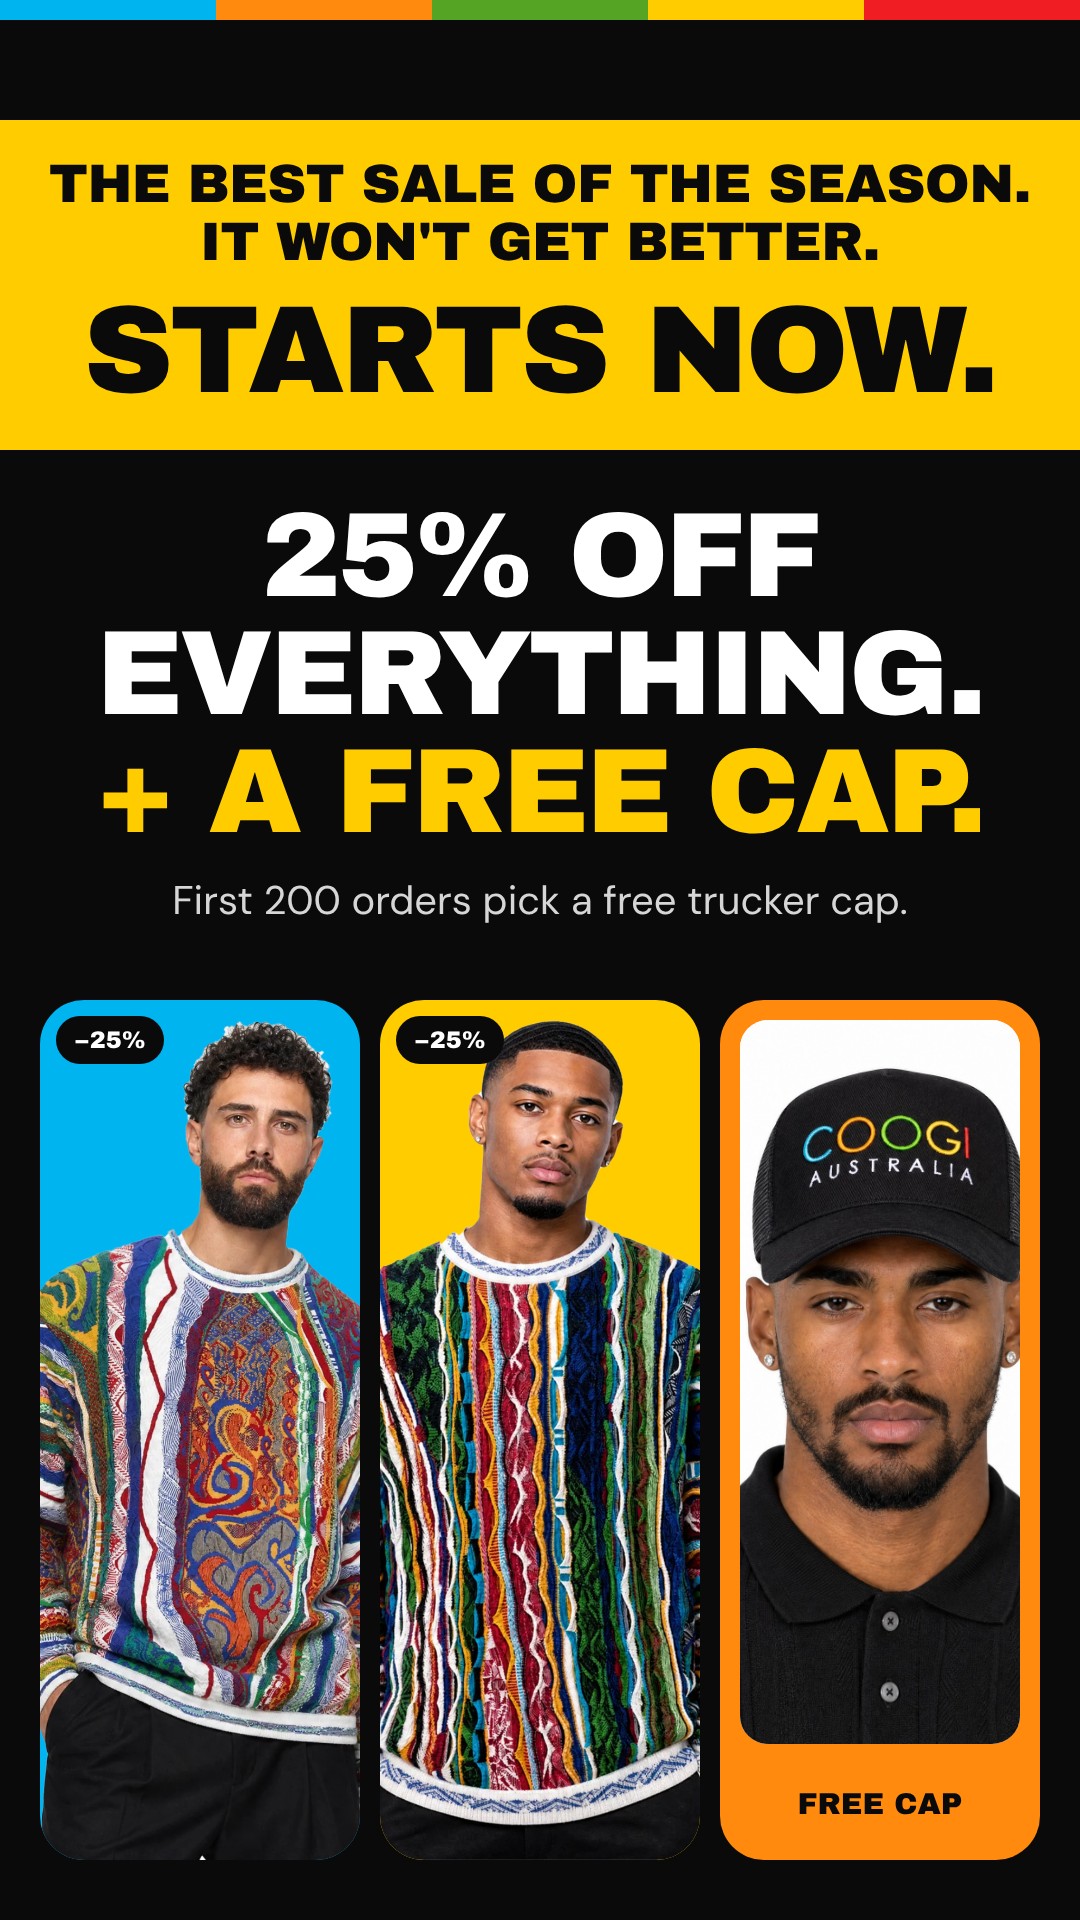 THE BEST SALE OF THE SEASON.
IT WON'T GET BETTER.
STARTS NOW.
25% OFF
EVERYTHING.
+ A FREE CAP.
First 200 orders pick a free trucker cap.
–25%
–25%
COOGI
AUSTRALIA
FREE CAP